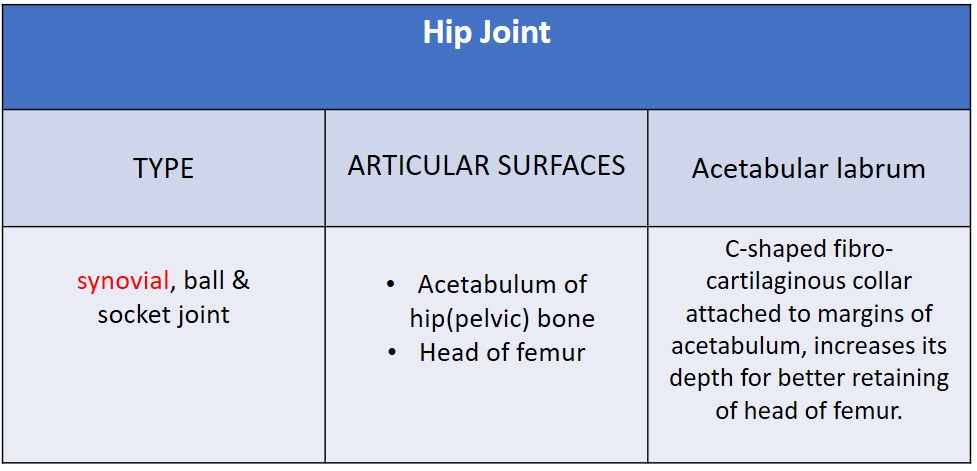 Hip Joint
TYPE
ARTICULAR SURFACES
Acetabular labrum
synovial, ball &
socket joint
• Acetabulum of
hip(pelvic) bone
• Head of femur
C-shaped fibro-
cartilaginous collar
attached to margins of
acetabulum, increases its
depth for better retaining
of head of femur.